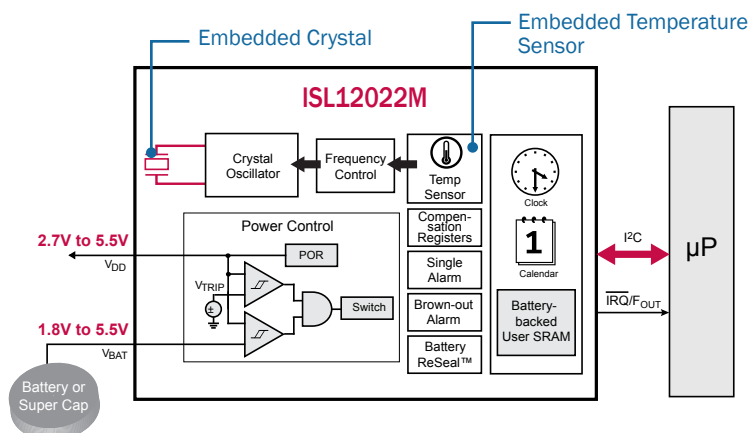 Embedded Crystal
Embedded Temperature
Sensor
ISL12022M
Crystal
Oscillator
Frequency
Control
Temp
Sensor
Clock
1
Calendar
Battery-
backed
User SRAM
Compen-
sation
Registers
Single
Alarm
Brown-out
Alarm
Battery
ReSeal™
Power Control
POR
VTRIP
±
Switch
2.7V to 5.5V
VDD
1.8V to 5.5V
VBAT
Battery or
Super Cap
I²C
IRQ/FOUT
µP